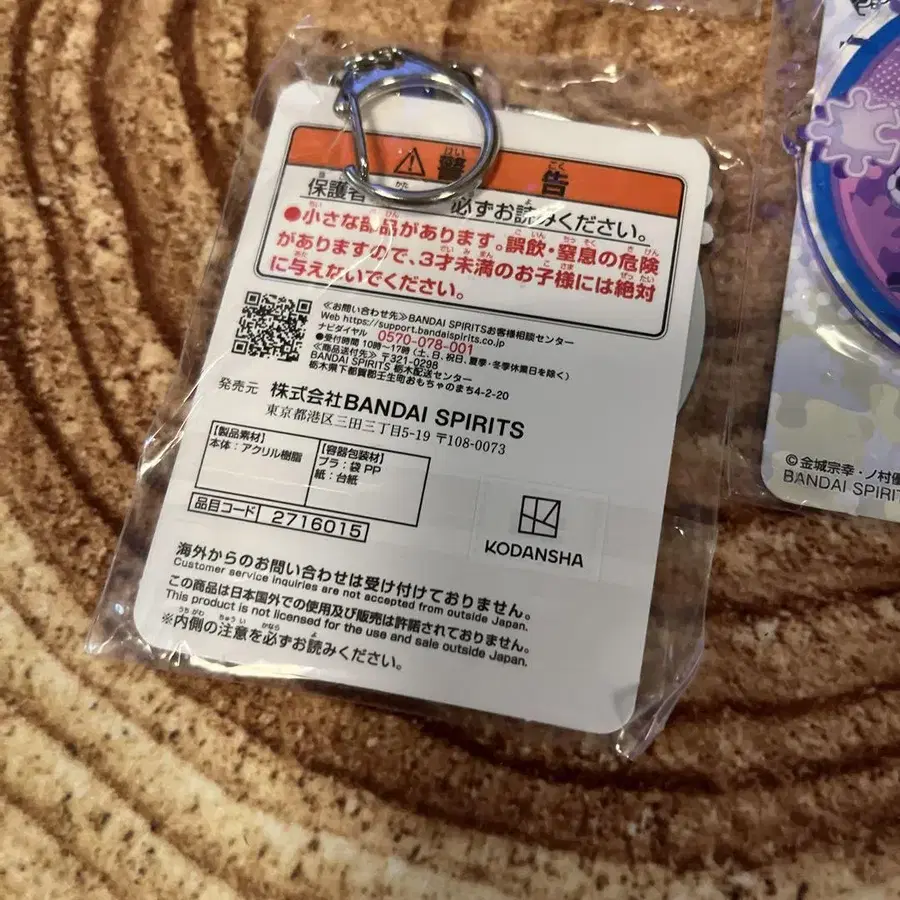 警告
保護者 必ずお読みください。
●小さな部品があります。誤飲・窒息の危険
がありますので、3才未満のお子様には絶対
に与えないでください。
≪お問い合わせ先≫BANDAI SPIRITSお客様相談センター
Web https://support.bandaispirits.co.jp
ナビダイヤル 0570-078-001
●受付時間 10時～17時(土、日、祝日、夏季・冬季休業日を除く)
≪商品送付先≫ 〒321-0298
BANDAI SPIRITS 栃木配送センター
栃木県下都賀郡壬生町おもちゃのまち4-2-20
発売元 株式会社BANDAI SPIRITS
東京都港区三田三丁目5-19 〒108-0073
【製品素材】
本体：アクリル樹脂
【容器包装材】
プラ：袋 PP
紙：台紙
品目コード 2716015
KODANSHA
海外からのお問い合わせは受け付けておりません。
Customer service inquiries are not accepted from outside Japan.
この商品は日本国外での使用及び販売は許諾されておりません。
This product is not licensed for the use and sale outside Japan.
※内側の注意を必ずお読みください。
©金城宗幸・ノ村優
BANDAI SPIRI